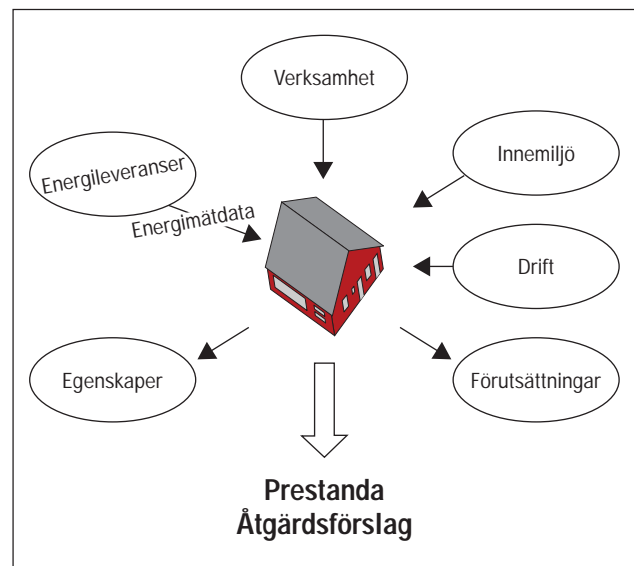 Verksamhet
Energileveranser
Innemiljö
Energimätdata
Drift
Egenskaper
Förutsättningar
Prestanda
Åtgärdsförslag